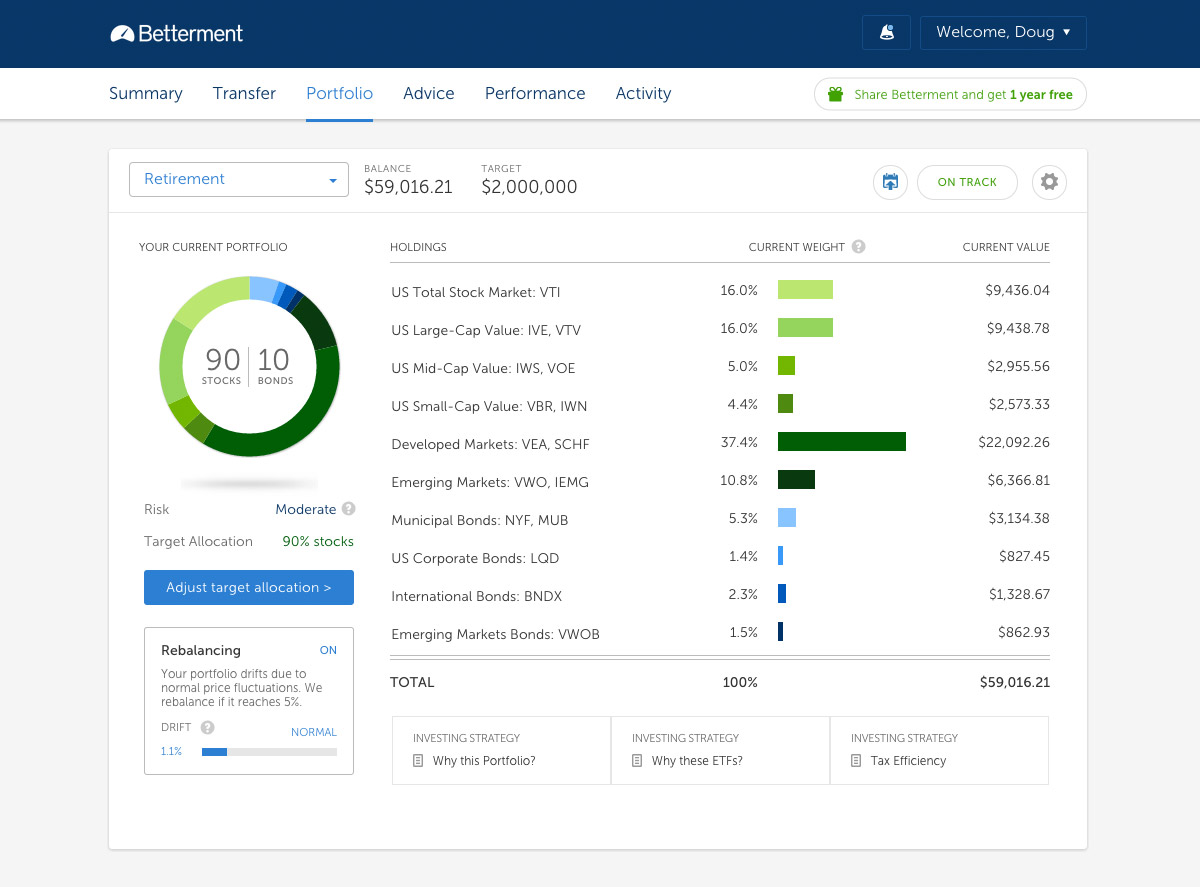 Betterment
Welcome, Doug ▼
Summary Transfer Portfolio Advice Performance Activity
Share Betterment and get 1 year free
Retirement
BALANCE
$59,016.21
TARGET
$2,000,000
ON TRACK
YOUR CURRENT PORTFOLIO
90 STOCKS
10 BONDS
Risk Moderate ?
Target Allocation 90% stocks
Adjust target allocation >
Rebalancing ON
Your portfolio drifts due to
normal price fluctuations. We
rebalance if it reaches 5%.
DRIFT ? NORMAL
1.1%
HOLDINGS CURRENT WEIGHT ? CURRENT VALUE
US Total Stock Market: VTI 16.0% $9,436.04
US Large-Cap Value: IVE, VTV 16.0% $9,438.78
US Mid-Cap Value: IWS, VOE 5.0% $2,955.56
US Small-Cap Value: VBR, IWN 4.4% $2,573.33
Developed Markets: VEA, SCHF 37.4% $22,092.26
Emerging Markets: VWO, IEMG 10.8% $6,366.81
Municipal Bonds: NYF, MUB 5.3% $3,134.38
US Corporate Bonds: LQD 1.4% $827.45
International Bonds: BNDX 2.3% $1,328.67
Emerging Markets Bonds: VWOB 1.5% $862.93
TOTAL 100% $59,016.21
INVESTING STRATEGY
Why this Portfolio?
INVESTING STRATEGY
Why these ETFs?
INVESTING STRATEGY
Tax Efficiency